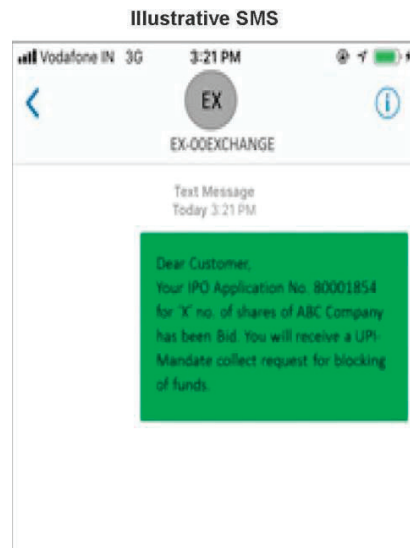 Illustrative SMS
Vodafone IN 3G 3:21 PM
EX
EX-OOEXCHANGE
Text Message
Today 3:21 PM
Dear Customer,
Your IPO Application No. 80001854
for 'X' no. of shares of ABC Company
has been Bid. You will receive a UPI-
Mandate collect request for blocking
of funds.